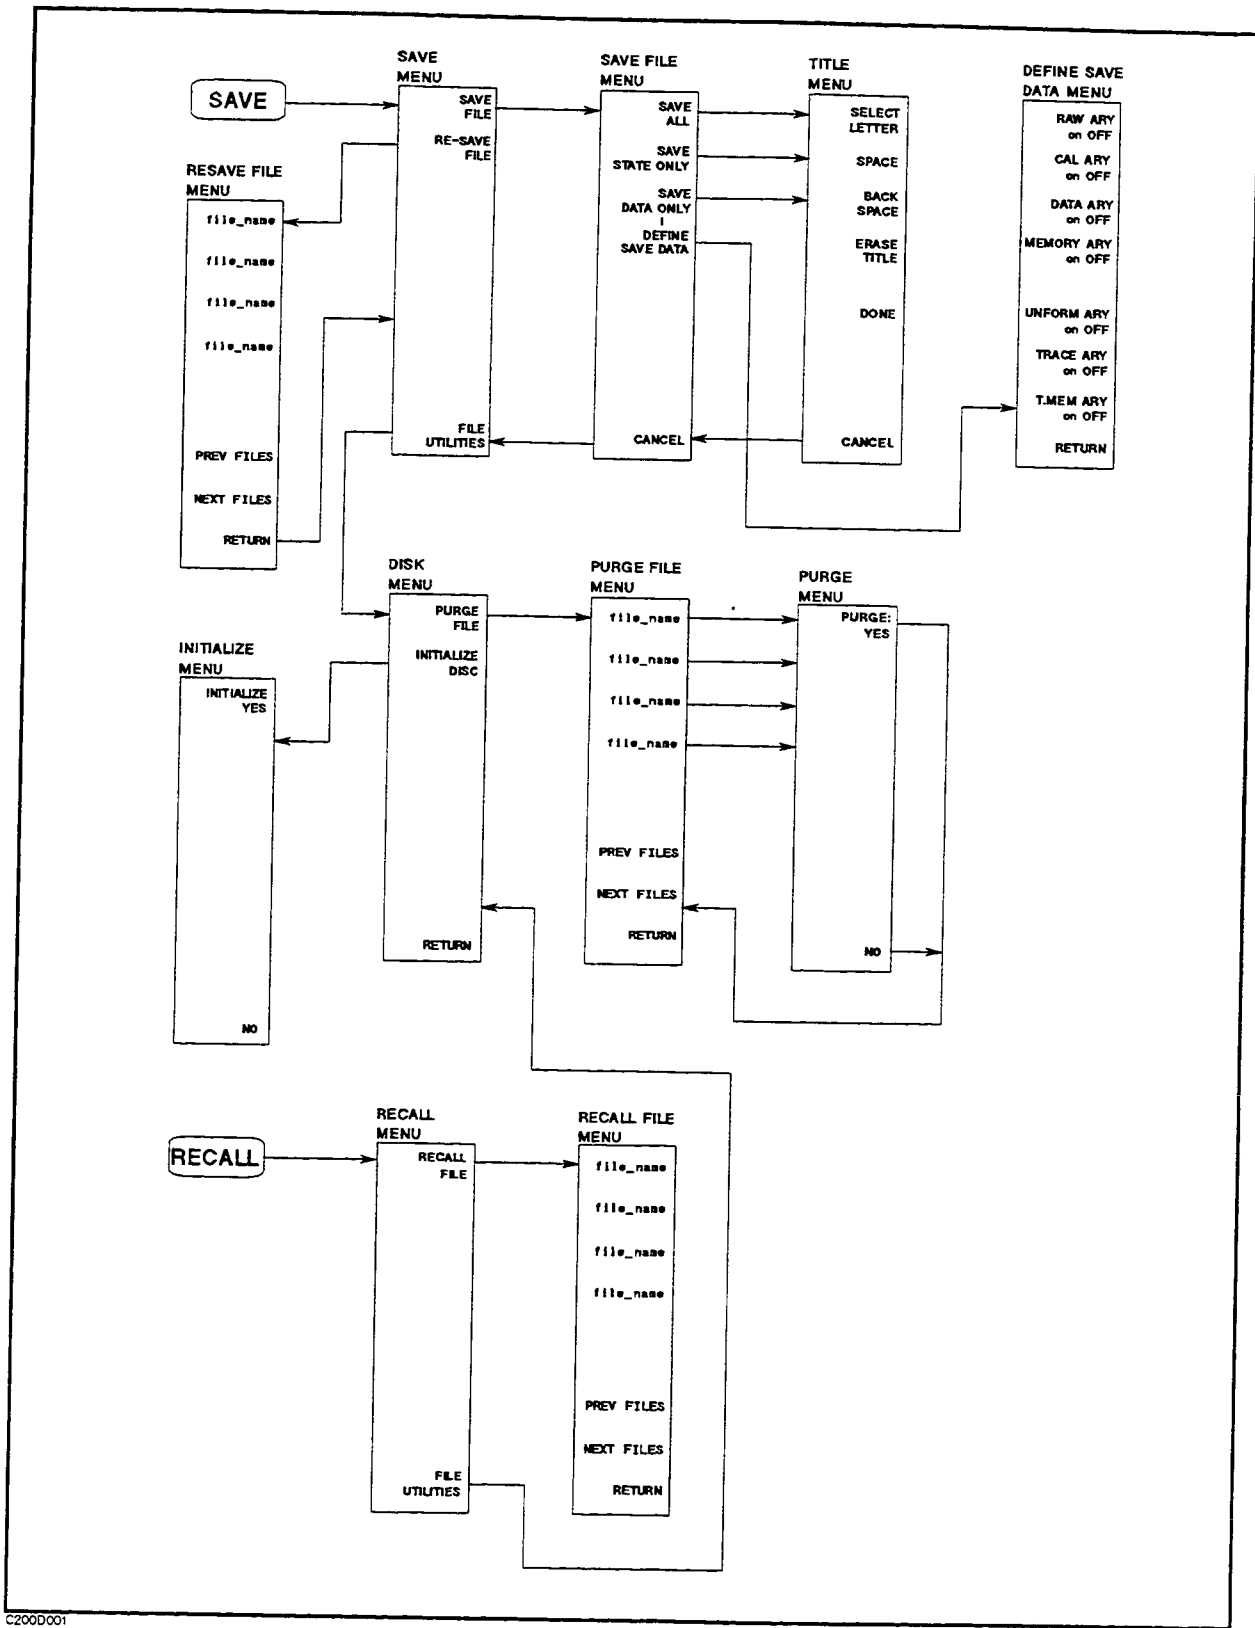 SAVE
SAVE
MENU
SAVE
FILE
RE-SAVE
FILE
FILE
UTILITIES
SAVE FILE
MENU
SAVE
ALL
SAVE
STATE ONLY
SAVE
DATA ONLY
DEFINE
SAVE DATA
CANCEL
TITLE
MENU
SELECT
LETTER
SPACE
BACK
SPACE
ERASE
TITLE
DONE
CANCEL
DEFINE SAVE
DATA MENU
RAW ARY
on OFF
CAL ARY
on OFF
DATA ARY
on OFF
MEMORY ARY
on OFF
UNFORM ARY
on OFF
TRACE ARY
on OFF
T.MEM ARY
on OFF
RETURN
RESAVE FILE
MENU
file_name
file_name
file_name
file_name
PREV FILES
NEXT FILES
RETURN
DISK
MENU
PURGE
FILE
INITIALIZE
DISC
RETURN
PURGE FILE
MENU
file_name
file_name
file_name
file_name
PREV FILES
NEXT FILES
RETURN
PURGE
MENU
PURGE:
YES
NO
INITIALIZE
MENU
INITIALIZE
YES
NO
RECALL
RECALL
MENU
RECALL
FILE
FILE
UTILITIES
RECALL FILE
MENU
file_name
file_name
file_name
file_name
PREV FILES
NEXT FILES
RETURN
C200D001